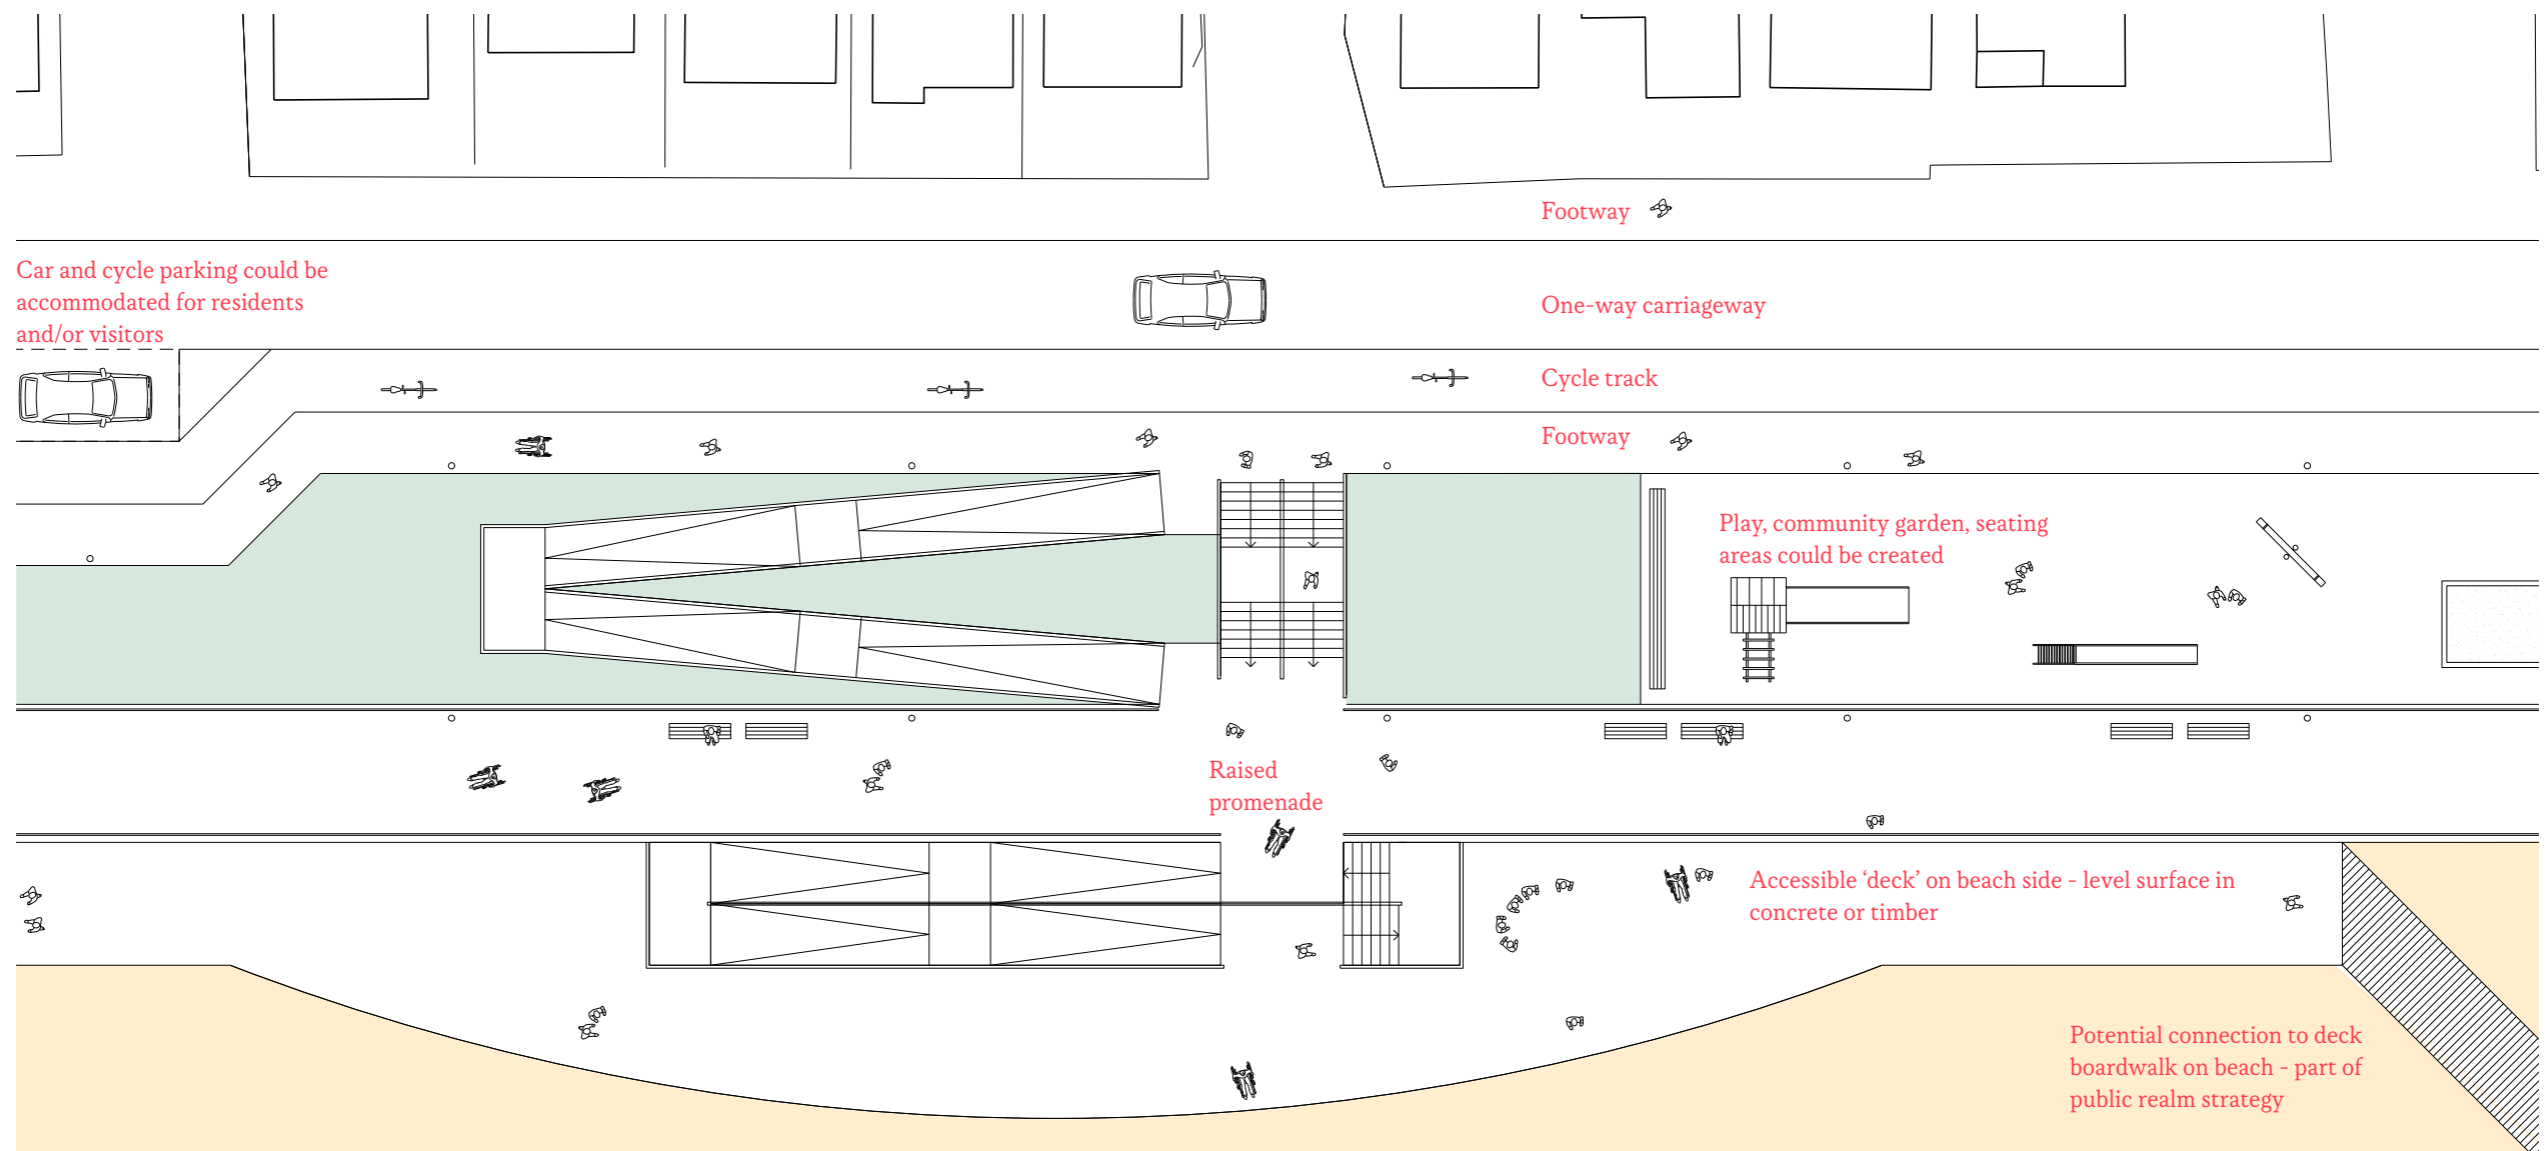 Footway
Car and cycle parking could be
accommodated for residents
and/or visitors
One-way carriageway
Cycle track
Footway
Play, community garden, seating
areas could be created
Raised
promenade
Accessible ‘deck’ on beach side - level surface in
concrete or timber
Potential connection to deck
boardwalk on beach - part of
public realm strategy